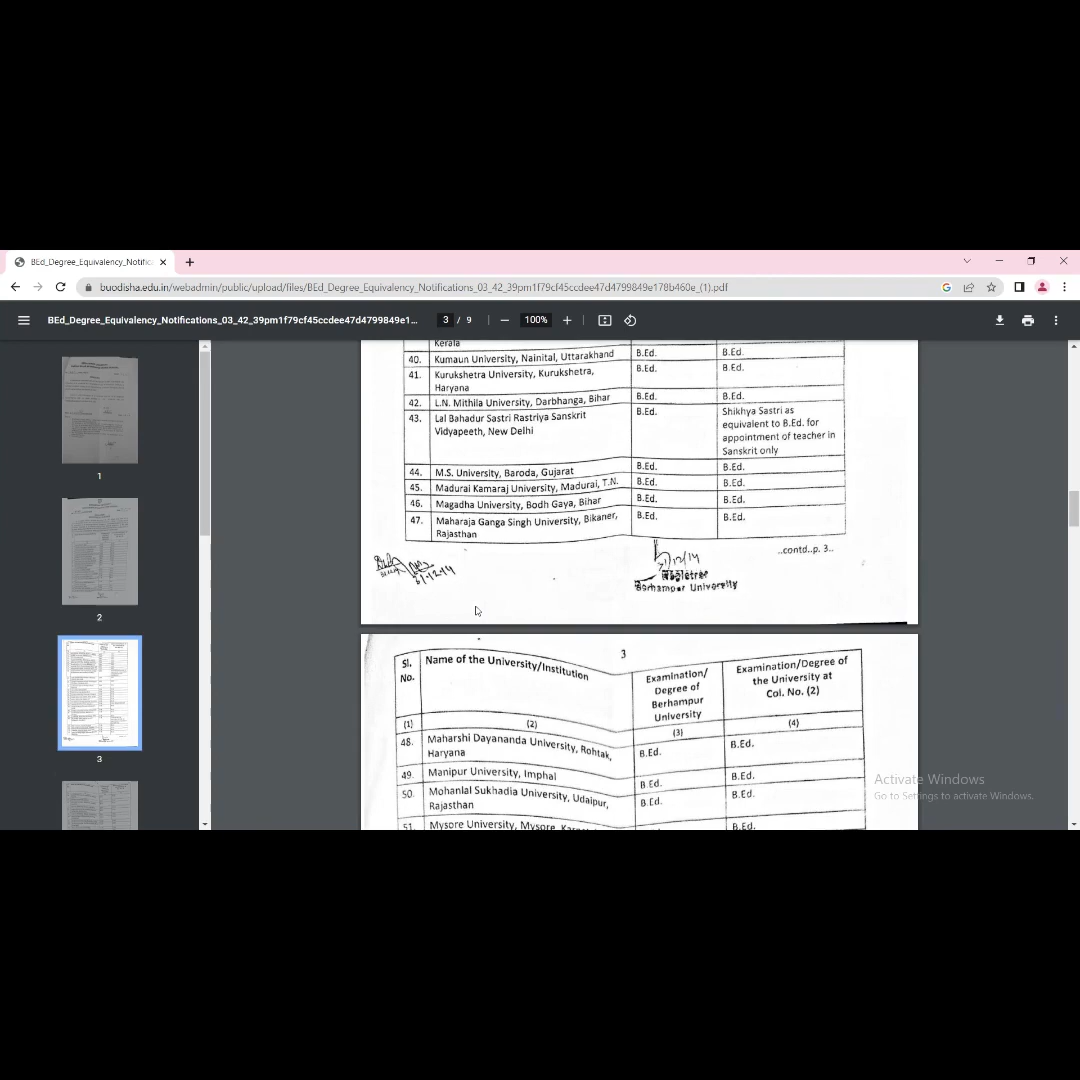 BEd_Degree_Equivalency_Notific
buodisha.edu.in/webadmin/public/upload/files/BEd_Degree_Equivalency_Notifications_03_42_39pm1f79cf45ccdee47d4799849e178b460e_(1).pdf
BEd_Degree_Equivalency_Notifications_03_42_39pm1f79cf45ccdee47d4799849e1... 3 / 9 100%
1
2
3
Kerala
40. Kumaun University, Nainital, Uttarakhand B.Ed. B.Ed.
41. Kurukshetra University, Kurukshetra, B.Ed. B.Ed.
Haryana
42. L.N. Mithila University, Darbhanga, Bihar B.Ed. B.Ed.
43. Lal Bahadur Sastri Rastriya Sanskrit B.Ed. Shikhya Sastri as
Vidyapeeth, New Delhi equivalent to B.Ed. for
appointment of teacher in
Sanskrit only
44. M.S. University, Baroda, Gujarat B.Ed. B.Ed.
45. Madurai Kamaraj University, Madurai, T.N. B.Ed. B.Ed.
46. Magadha University, Bodh Gaya, Bihar B.Ed. B.Ed.
47. Maharaja Ganga Singh University, Bikaner, B.Ed. B.Ed.
Rajasthan
..contd..p. 3..
31-12-14
Registrar
Berhampur University
3
Sl. Name of the University/Institution Examination/ Examination/Degree of
No. Degree of the University at
Berhampur Col. No. (2)
University
(1) (2) (3) (4)
48. Maharshi Dayananda University, Rohtak, B.Ed. B.Ed.
Haryana
49. Manipur University, Imphal B.Ed. B.Ed.
50. Mohanlal Sukhadia University, Udaipur, B.Ed. B.Ed.
Rajasthan
51. Mysore University, Mysore, B.Ed.
Activate Windows
Go to Settings to activate Windows.